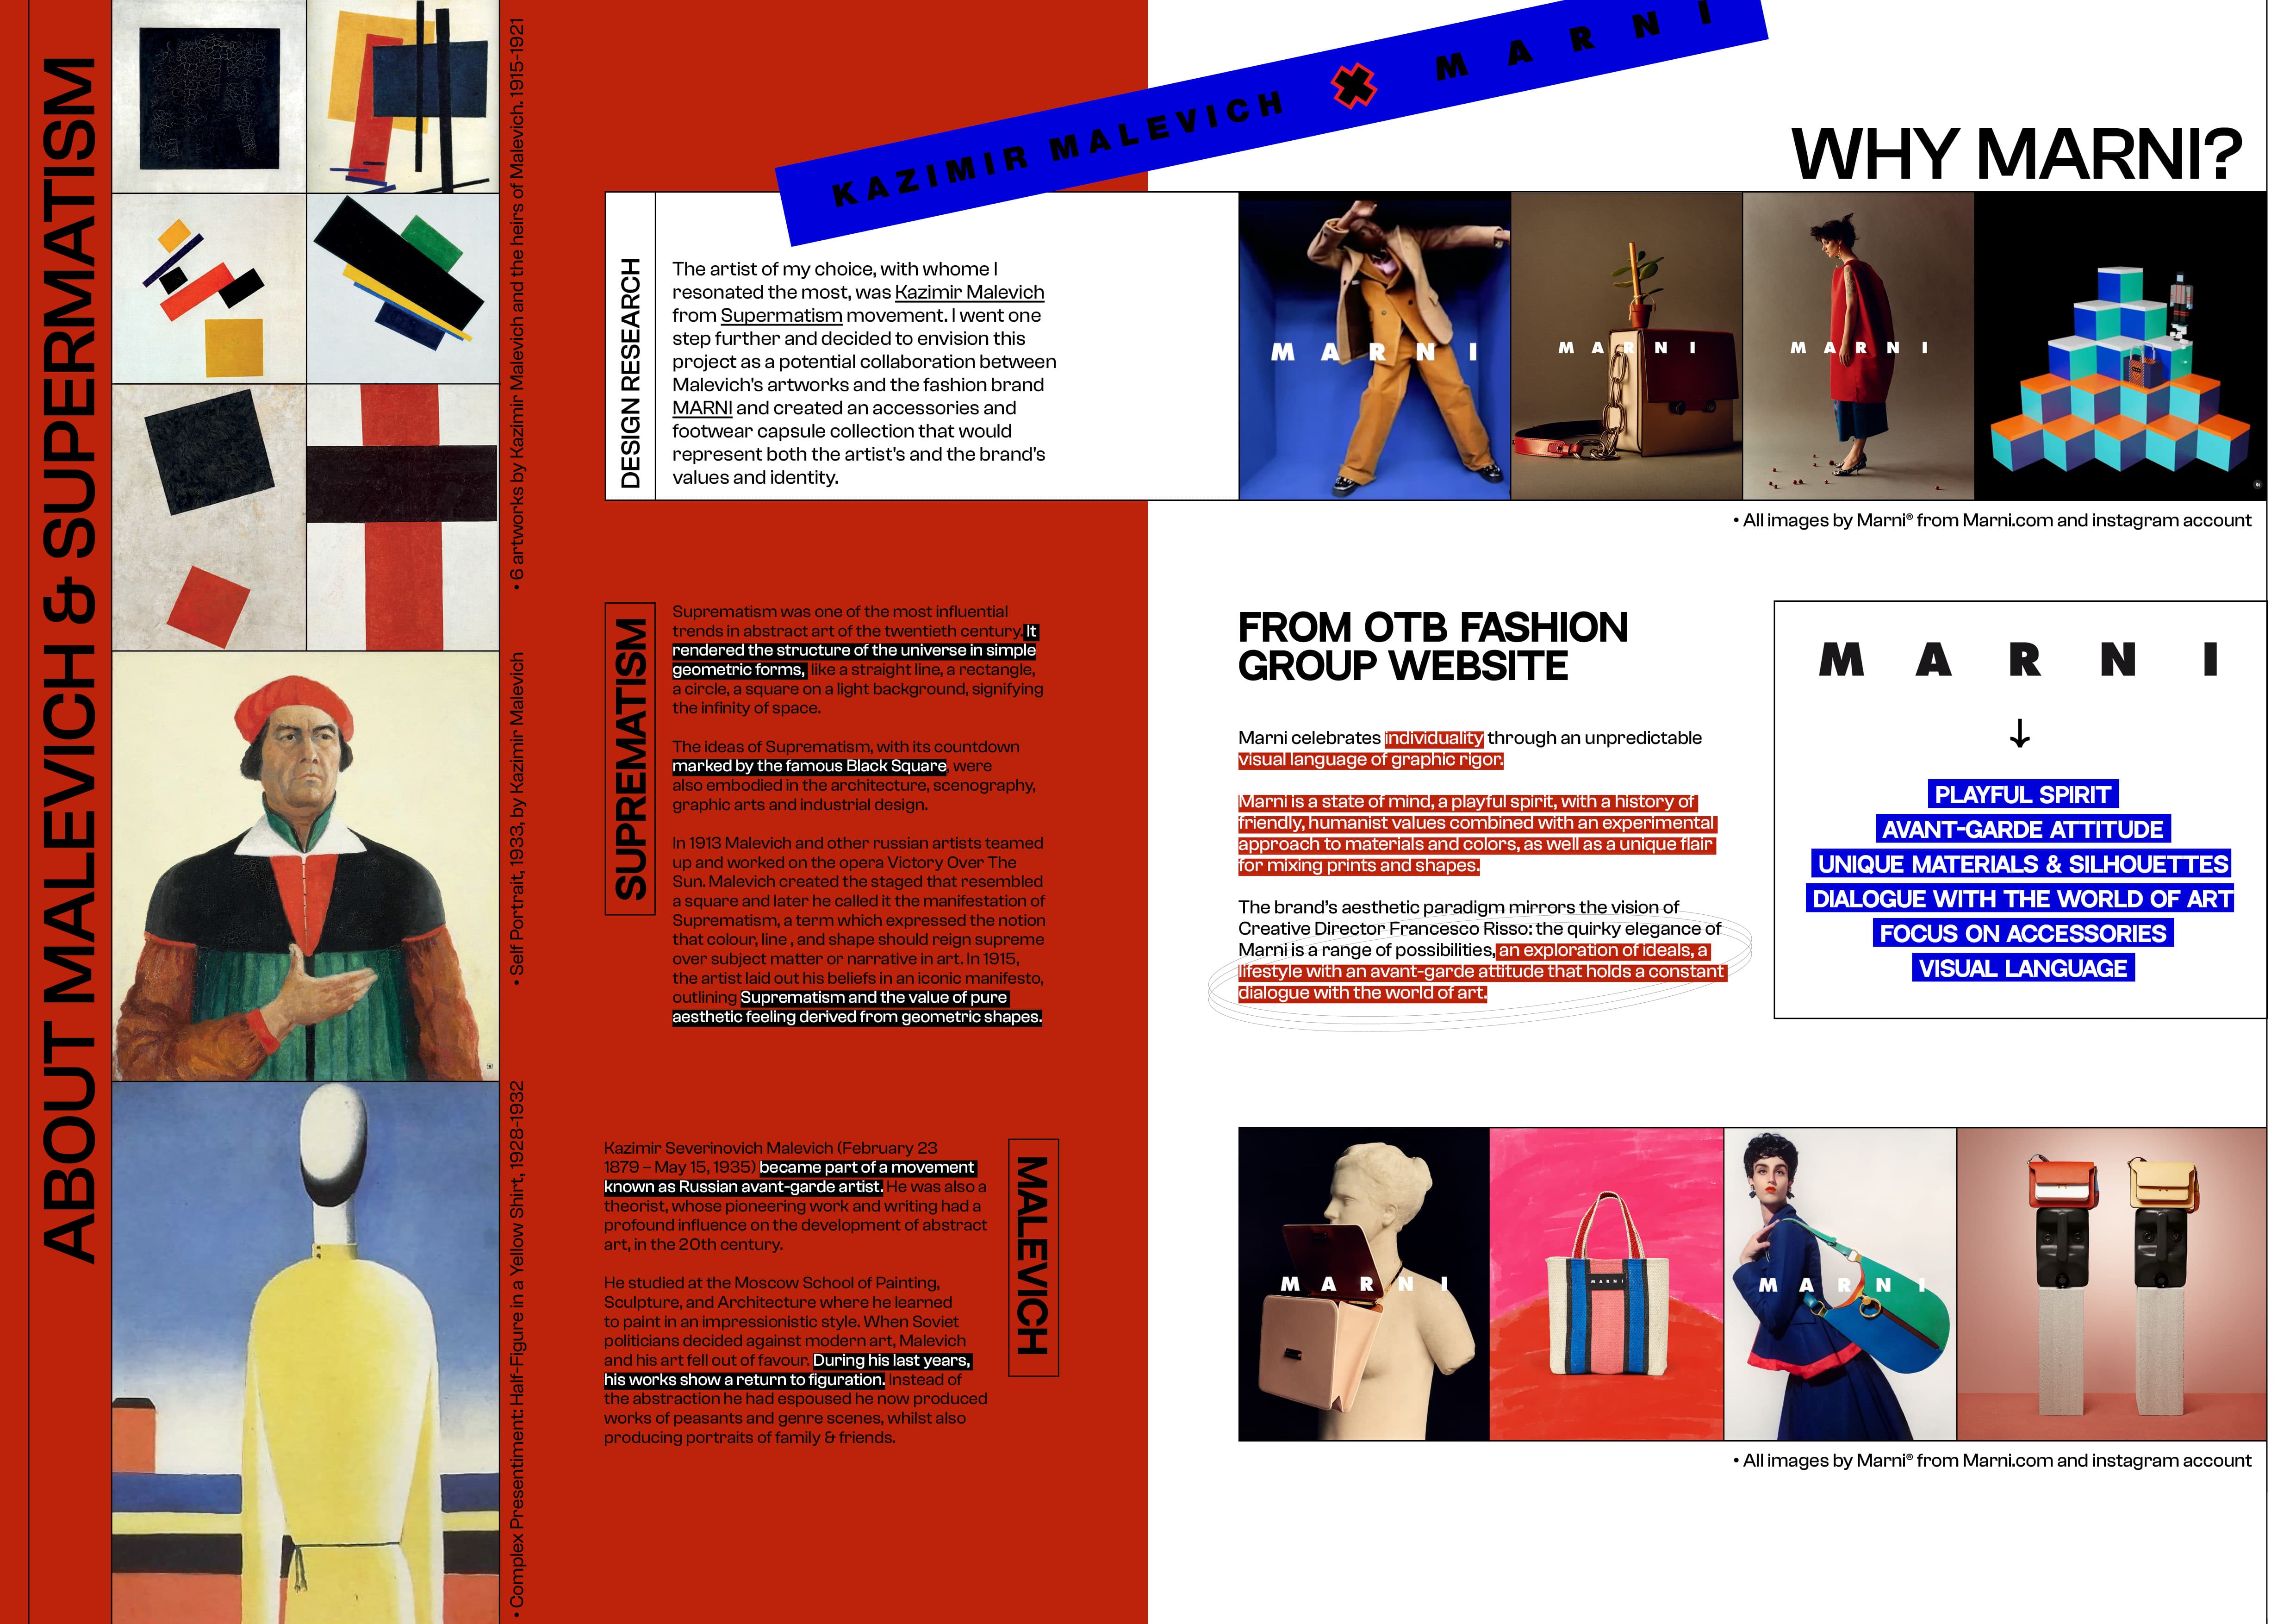 ABOUT MALEVICH & SUPERMATISM
• 6 artworks by Kazimir Malevich and the heirs of Malevich. 1915-1921
• Self Portrait, 1933, by Kazimir Malevich
• Complex Presentiment: Half-Figure in a Yellow Shirt, 1928-1932
KAZIMIR MALEVICH ✖ MARNI
DESIGN RESEARCH
The artist of my choice, with whome I
resonated the most, was Kazimir Malevich
from Supermatism movement. I went one
step further and decided to envision this
project as a potential collaboration between
Malevich's artworks and the fashion brand
MARNI and created an accessories and
footwear capsule collection that would
represent both the artist's and the brand's
values and identity.
SUPREMATISM
Suprematism was one of the most influential
trends in abstract art of the twentieth century. It
rendered the structure of the universe in simple
geometric forms, like a straight line, a rectangle,
a circle, a square on a light background, signifying
the infinity of space.
The ideas of Suprematism, with its countdown
marked by the famous Black Square, were
also embodied in the architecture, scenography,
graphic arts and industrial design.
In 1913 Malevich and other russian artists teamed
up and worked on the opera Victory Over The
Sun. Malevich created the staged that resembled
a square and later he called it the manifestation of
Suprematism, a term which expressed the notion
that colour, line , and shape should reign supreme
over subject matter or narrative in art. In 1915,
the artist laid out his beliefs in an iconic manifesto,
outlining Suprematism and the value of pure
aesthetic feeling derived from geometric shapes.
Kazimir Severinovich Malevich (February 23
1879 – May 15, 1935) became part of a movement
known as Russian avant-garde artist. He was also a
theorist, whose pioneering work and writing had a
profound influence on the development of abstract
art, in the 20th century.
He studied at the Moscow School of Painting,
Sculpture, and Architecture where he learned
to paint in an impressionistic style. When Soviet
politicians decided against modern art, Malevich
and his art fell out of favour. During his last years,
his works show a return to figuration. Instead of
the abstraction he had espoused he now produced
works of peasants and genre scenes, whilst also
producing portraits of family & friends.
MALEVICH
WHY MARNI?
MARNI
MARNI
MARNI
• All images by Marni® from Marni.com and instagram account
FROM OTB FASHION
GROUP WEBSITE
Marni celebrates individuality through an unpredictable
visual language of graphic rigor.
Marni is a state of mind, a playful spirit, with a history of
friendly, humanist values combined with an experimental
approach to materials and colors, as well as a unique flair
for mixing prints and shapes.
The brand's aesthetic paradigm mirrors the vision of
Creative Director Francesco Risso: the quirky elegance of
Marni is a range of possibilities, an exploration of ideals, a
lifestyle with an avant-garde attitude that holds a constant
dialogue with the world of art.
MARNI
↓
PLAYFUL SPIRIT
AVANT-GARDE ATTITUDE
UNIQUE MATERIALS & SILHOUETTES
DIALOGUE WITH THE WORLD OF ART
FOCUS ON ACCESSORIES
VISUAL LANGUAGE
MARNI
MARNI
MARNI
• All images by Marni® from Marni.com and instagram account